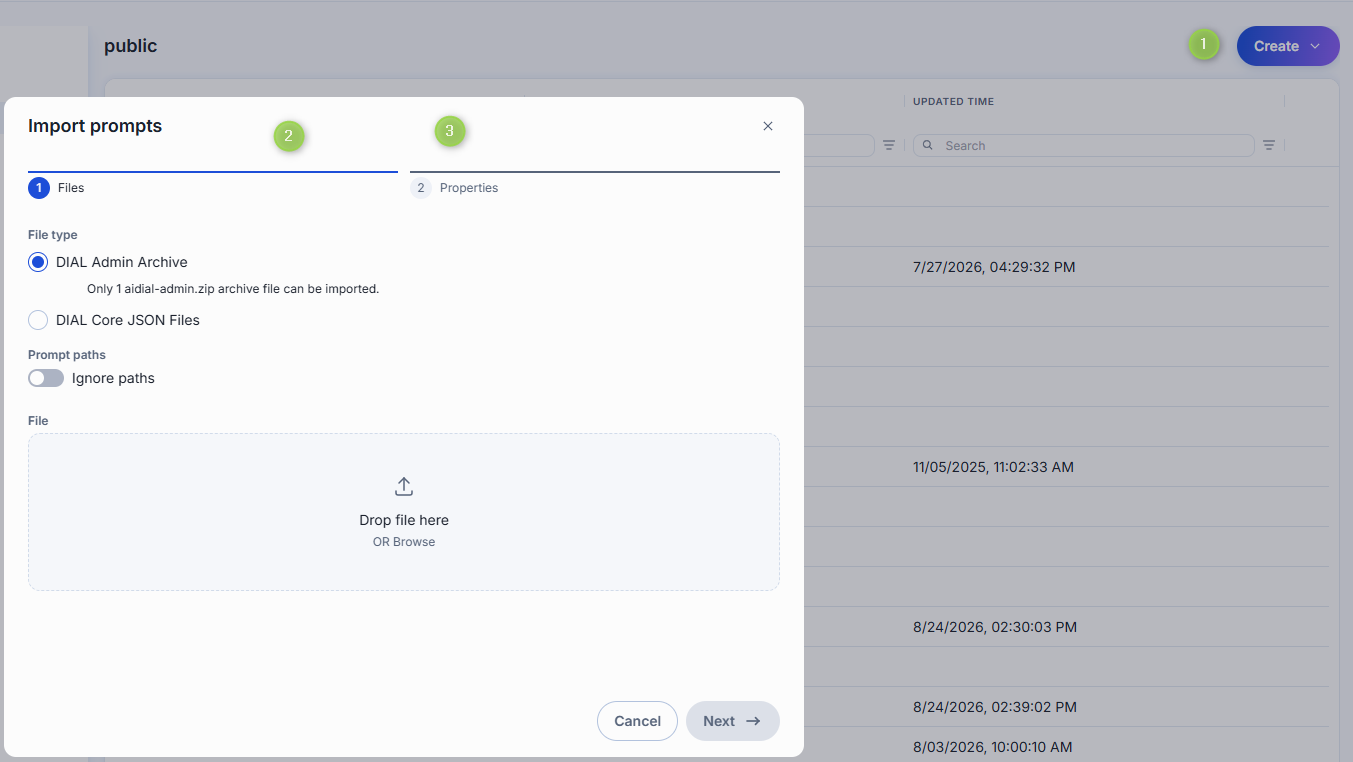 public
1
Create
Import prompts
2
3
UPDATED TIME
Search
1 Files
2 Properties
File type
DIAL Admin Archive
Only 1 aidial-admin.zip archive file can be imported.
DIAL Core JSON Files
Prompt paths
Ignore paths
File
Drop file here
OR Browse
Cancel
Next
7/27/2026, 04:29:32 PM
11/05/2025, 11:02:33 AM
8/24/2026, 02:30:03 PM
8/24/2026, 02:39:02 PM
8/03/2026, 10:00:10 AM